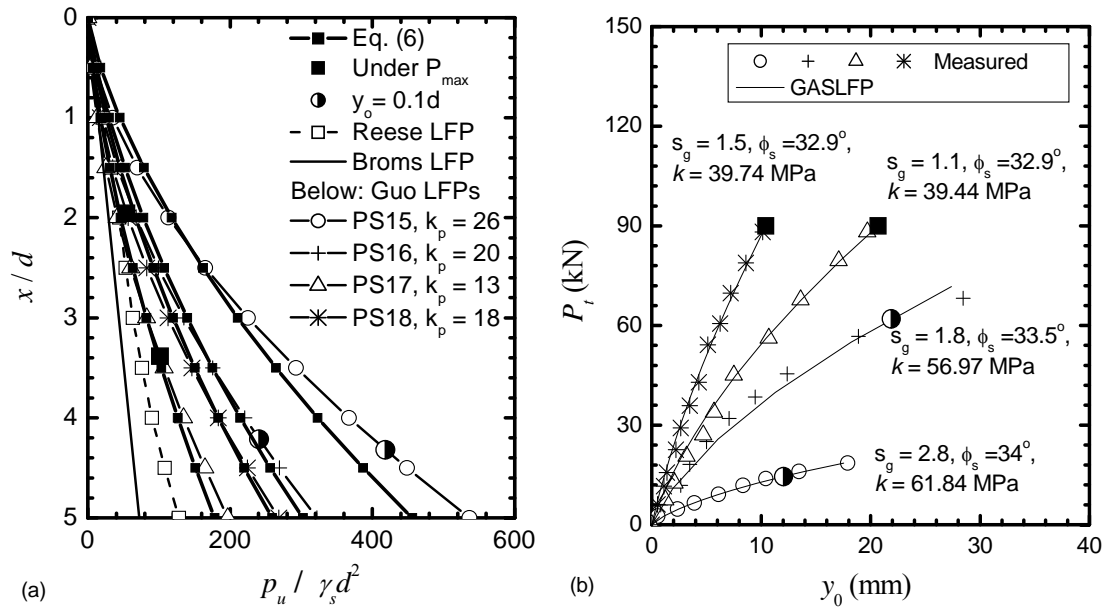 0
1
2
3
4
5
x / d
0
200
400
600
p_u / γ_s d^2
(a)
Eq. (6)
Under P_max
y_o = 0.1d
Reese LFP
Broms LFP
Below: Guo LFPs
PS15, k_p = 26
PS16, k_p = 20
PS17, k_p = 13
PS18, k_p = 18
150
120
90
60
30
0
P_t (kN)
Measured
GASLFP
s_g = 1.5, ϕ_s =32.9°,
k = 39.74 MPa
s_g = 1.1, ϕ_s =32.9°,
k = 39.44 MPa
s_g = 1.8, ϕ_s =33.5°,
k = 56.97 MPa
s_g = 2.8, ϕ_s =34°,
k = 61.84 MPa
0
10
20
30
40
y_0 (mm)
(b)